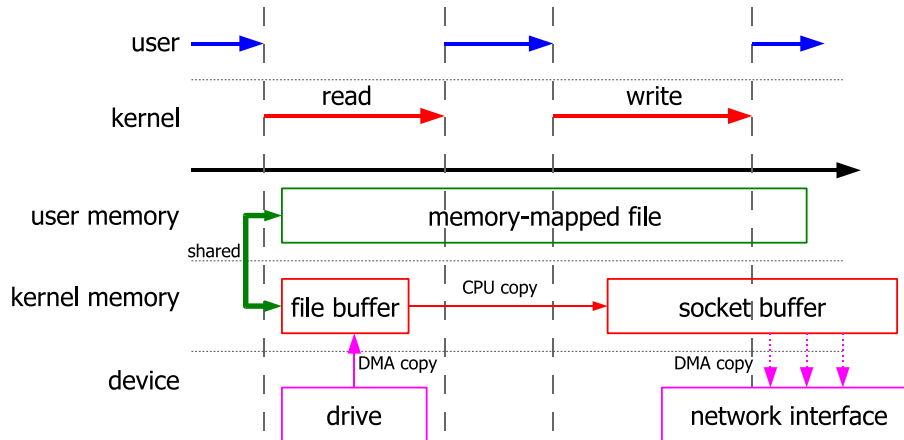 user
read
write
kernel
user memory
memory-mapped file
shared
kernel memory
file buffer
CPU copy
socket buffer
DMA copy
DMA copy
device
drive
network interface